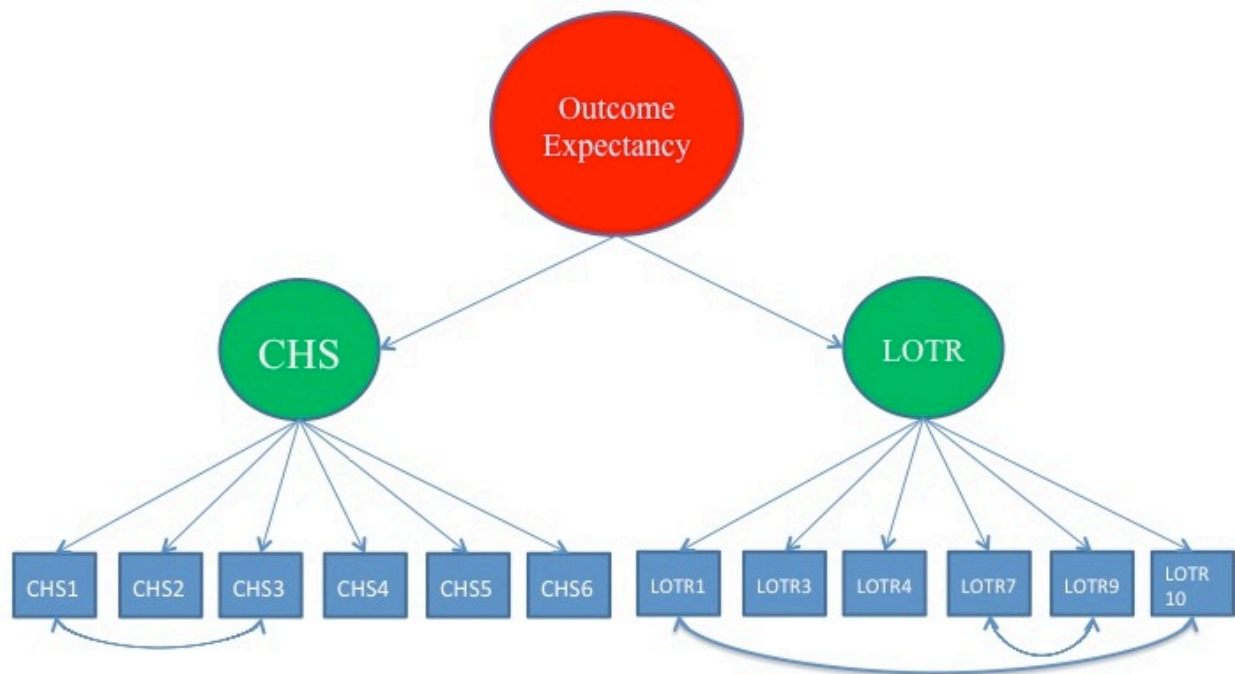 Outcome
Expectancy
CHS
LOTR
CHS1
CHS2
CHS3
CHS4
CHS5
CHS6
LOTR1
LOTR3
LOTR4
LOTR7
LOTR9
LOTR
10